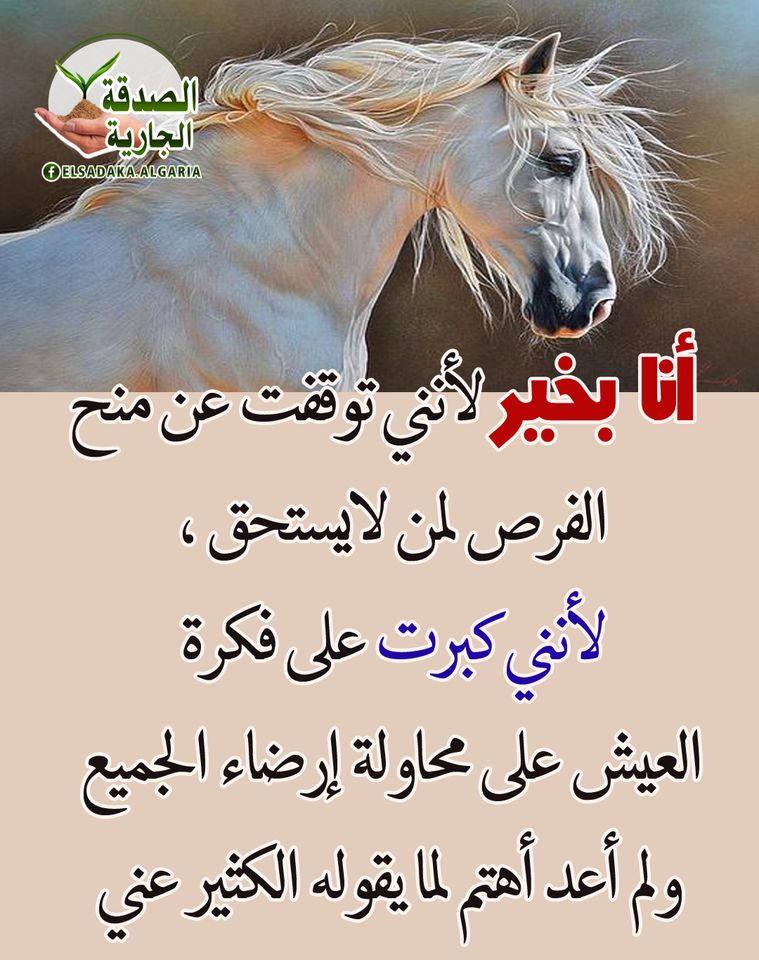 الصدقة
الجارية
ELSADAKA.ALGARIA
أنا بخير لأنني توقفت عن منح
الفرص لمن لايستحق ،
لأنني كبرت على فكرة
العيش على محاولة إرضاء الجميع
ولم أعد أهتم لما يقوله الكثير عني